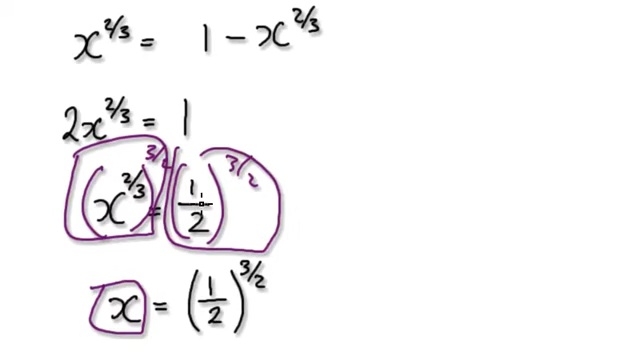 x^{2/3} = 1 - x^{2/3}
2x^{2/3} = 1
(x^{2/3})^{3/2} = (1/2)^{3/2}
x = (1/2)^{3/2}